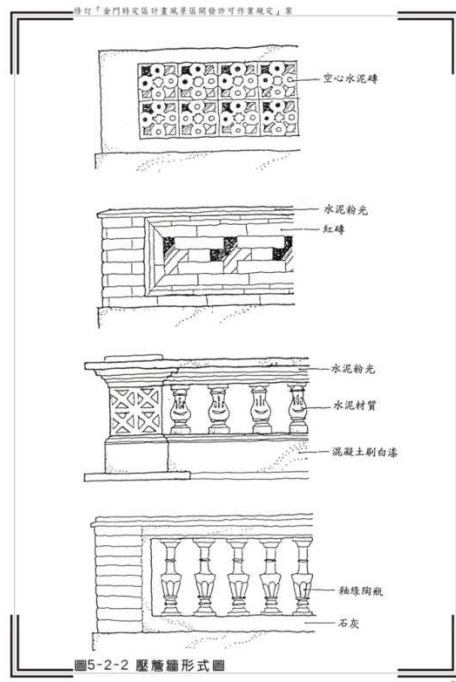 修訂「金門特定區計畫風景區開發許可作業規定」案
空心水泥磚
水泥粉光
紅磚
水泥粉光
水泥材質
混凝土刷白漆
釉綠陶瓶
石灰
圖5-2-2 壓簷牆形式圖